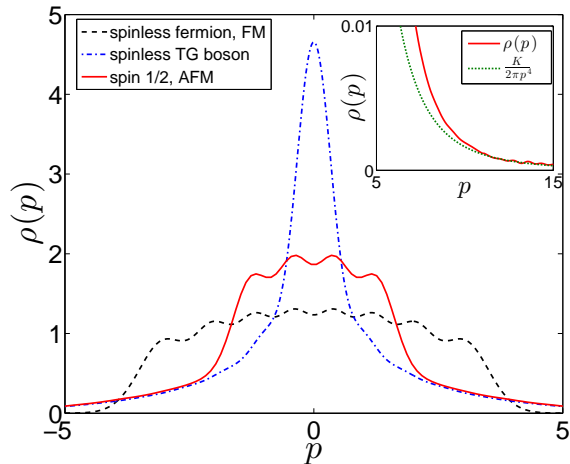 spinless fermion, FM
spinless TG boson
spin 1/2, AFM
ρ(p)
K/2πp⁴
0.01
0
5
15
p
ρ(p)
5
4
3
2
1
0
−5
0
5
p
ρ(p)